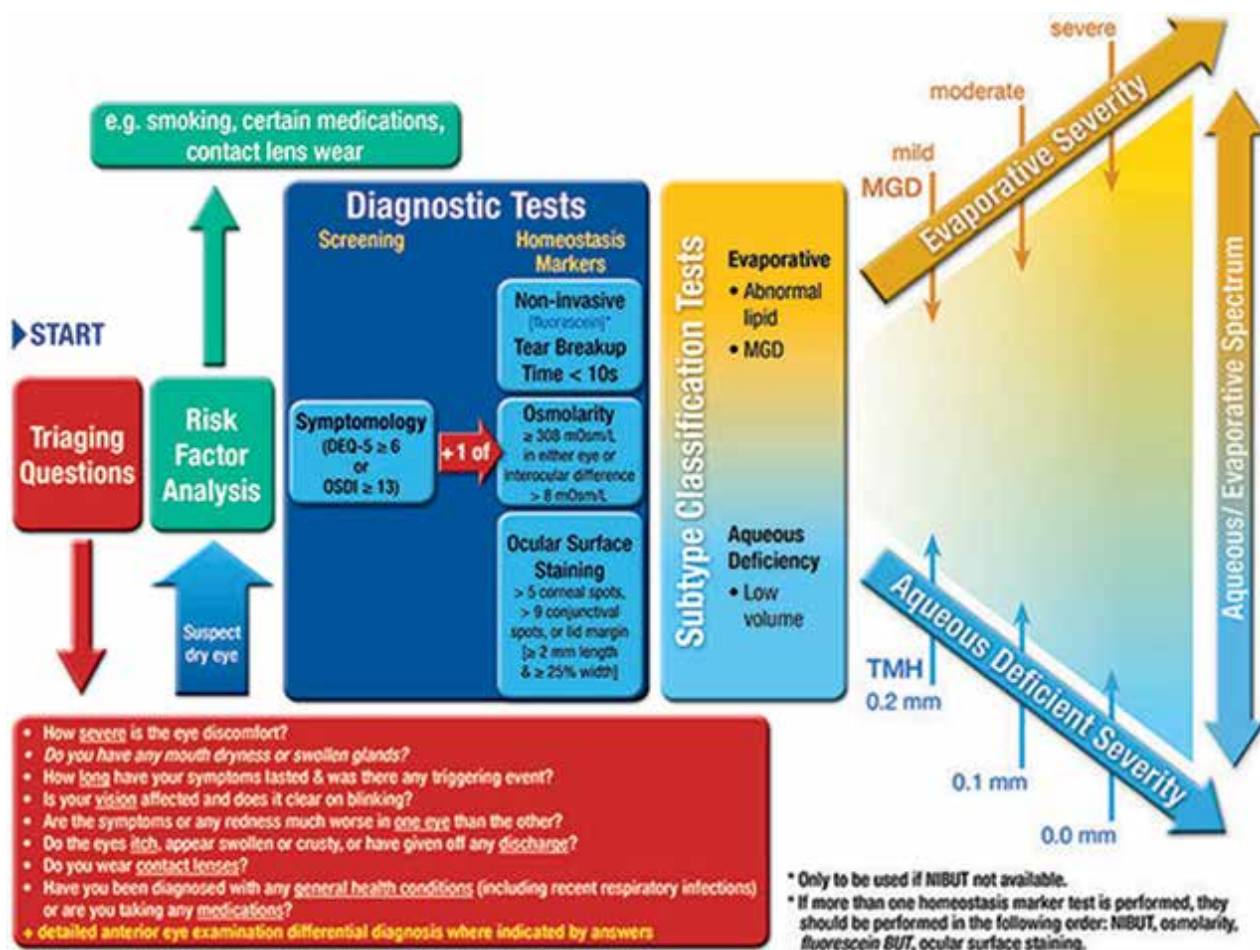 e.g. smoking, certain medications,
contact lens wear
START
Triaging
Questions
Risk
Factor
Analysis
Suspect
dry eye
Diagnostic Tests
Screening
Symptomology
(DEQ-5 ≥ 6
or
OSDI ≥ 13)
+1 of
Homeostasis
Markers
Non-invasive
[fluorescein]*
Tear Breakup
Time < 10s
Osmolarity
≥ 308 mOsm/L
in either eye or
interocular difference
> 8 mOsm/L
Ocular Surface
Staining
> 5 corneal spots,
> 9 conjunctival
spots, or lid margin
[≥ 2 mm length
& ≥ 25% width]
Subtype Classification Tests
Evaporative
• Abnormal
lipid
• MGD
Aqueous
Deficiency
• Low
volume
severe
moderate
mild
MGD
Evaporative Severity
Aqueous/ Evaporative Spectrum
Aqueous Deficient Severity
TMH
0.2 mm
0.1 mm
0.0 mm
• How severe is the eye discomfort?
• Do you have any mouth dryness or swollen glands?
• How long have your symptoms lasted & was there any triggering event?
• Is your vision affected and does it clear on blinking?
• Are the symptoms or any redness much worse in one eye than the other?
• Do the eyes itch, appear swollen or crusty, or have given off any discharge?
• Do you wear contact lenses?
• Have you been diagnosed with any general health conditions (including recent respiratory infections)
or are you taking any medications?
+ detailed anterior eye examination differential diagnosis where indicated by answers
* Only to be used if NIBUT not available.
* If more than one homeostasis marker test is performed, they
should be performed in the following order: NIBUT, osmolarity,
fluorescein BUT, ocular surface staining.